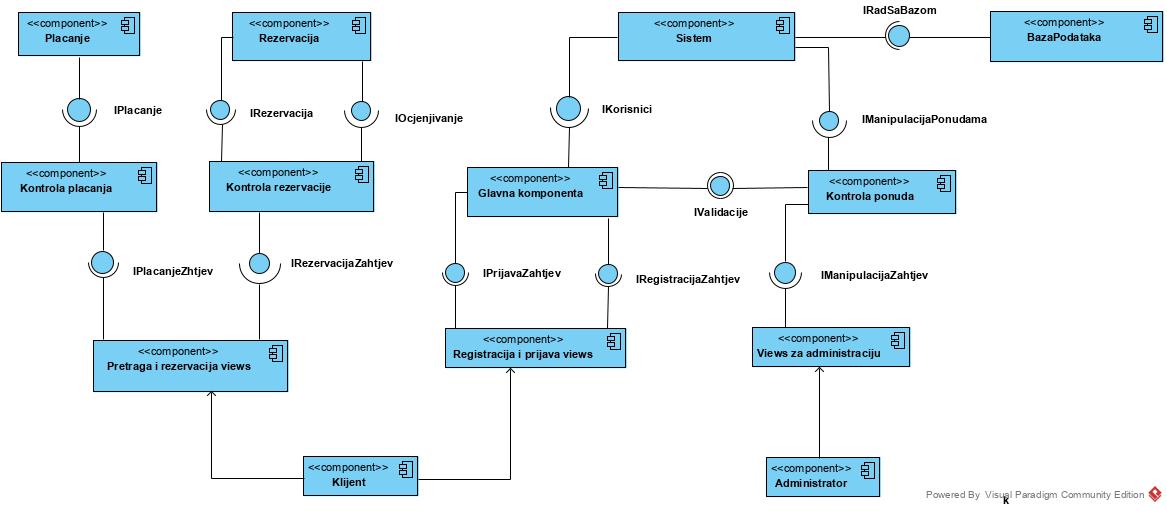 <<component>>
Placanje
<<component>>
Rezervacija
<<component>>
Sistem
IRadSaBazom
<<component>>
BazaPodataka
IPlacanje
IRezervacija
IOcjenjivanje
IKorisnici
IManipulacijaPonudama
<<component>>
Kontrola placanja
<<component>>
Kontrola rezervacije
<<component>>
Glavna komponenta
IValidacije
<<component>>
Kontrola ponuda
IPlacanjeZhtjev
IRezervacijaZahtjev
IPrijavaZahtjev
IRegistracijaZahtjev
IManipulacijaZahtjev
<<component>>
Pretraga i rezervacija views
<<component>>
Registracija i prijava views
<<component>>
Views za administraciju
<<component>>
Klijent
<<component>>
Administrator
Powered By Visual Paradigm Community Edition
k